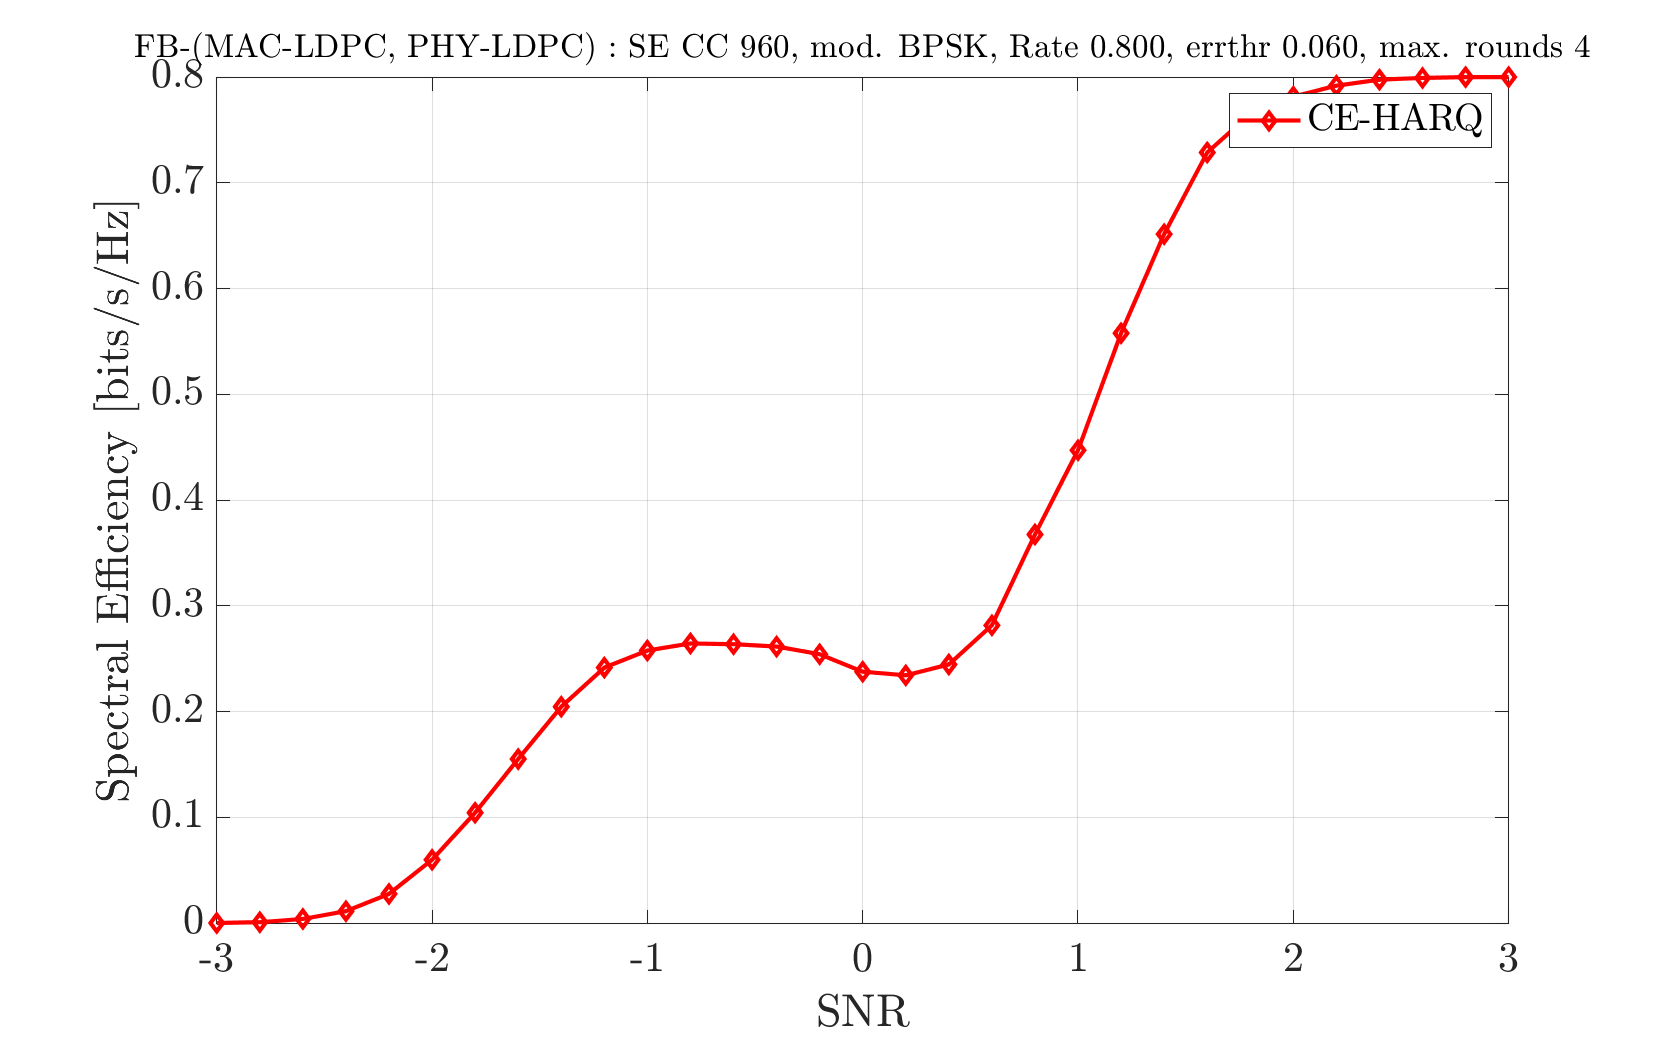 FB-(MAC-LDPC, PHY-LDPC) : SE CC 960, mod. BPSK, Rate 0.800, errthr 0.060, max. rounds 4
0.8
CE-HARQ
0.7
0.6
0.5
0.4
0.3
0.2
0.1
0
Spectral Efficiency [bits/s/Hz]
-3 -2 -1 0 1 2 3
SNR